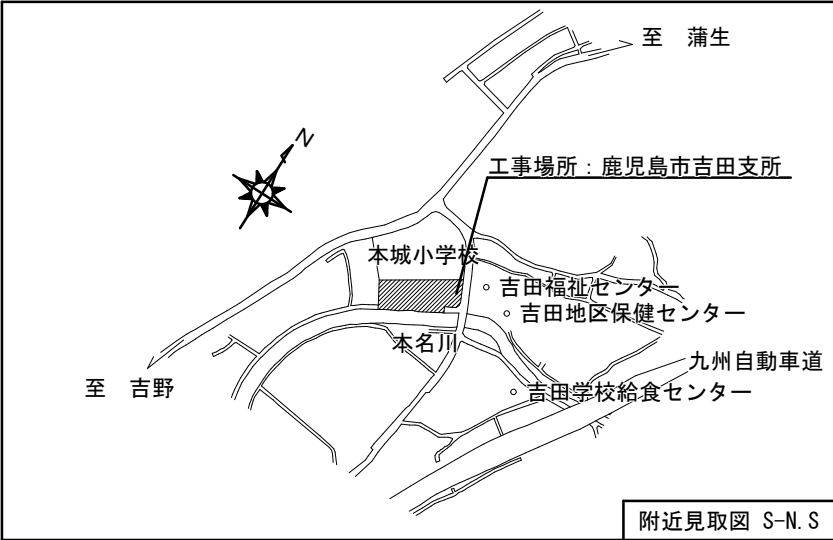 至　蒲生
N
工事場所：鹿児島市吉田支所
本城小学校
吉田福祉センター
吉田地区保健センター
本名川
九州自動車道
至　吉野
吉田学校給食センター
附近見取図 S-N.S